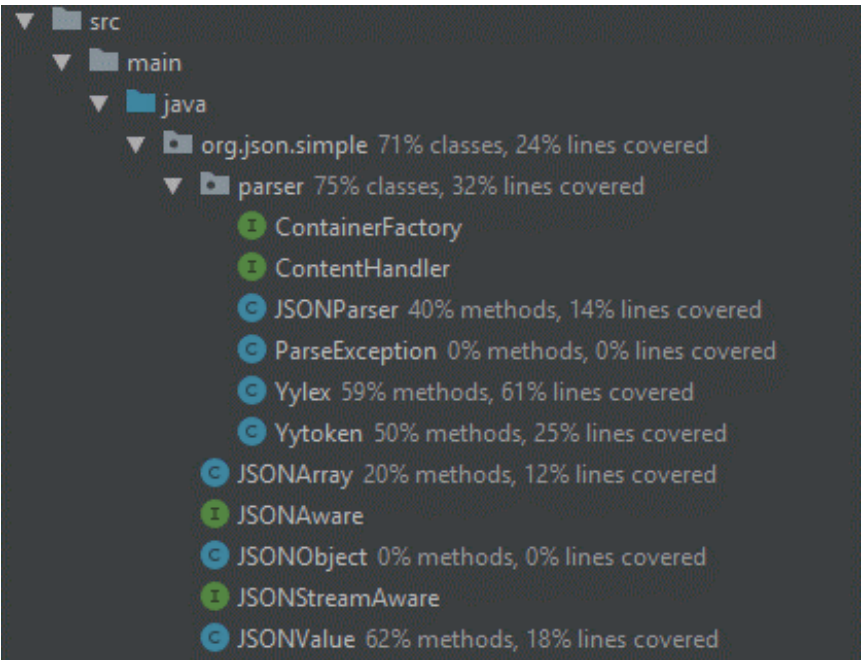 src
main
java
org.json.simple 71% classes, 24% lines covered
parser 75% classes, 32% lines covered
I ContainerFactory
I ContentHandler
C JSONParser 40% methods, 14% lines covered
C ParseException 0% methods, 0% lines covered
C Yylex 59% methods, 61% lines covered
C Yytoken 50% methods, 25% lines covered
C JSONArray 20% methods, 12% lines covered
I JSONAware
C JSONObject 0% methods, 0% lines covered
I JSONStreamAware
C JSONValue 62% methods, 18% lines covered